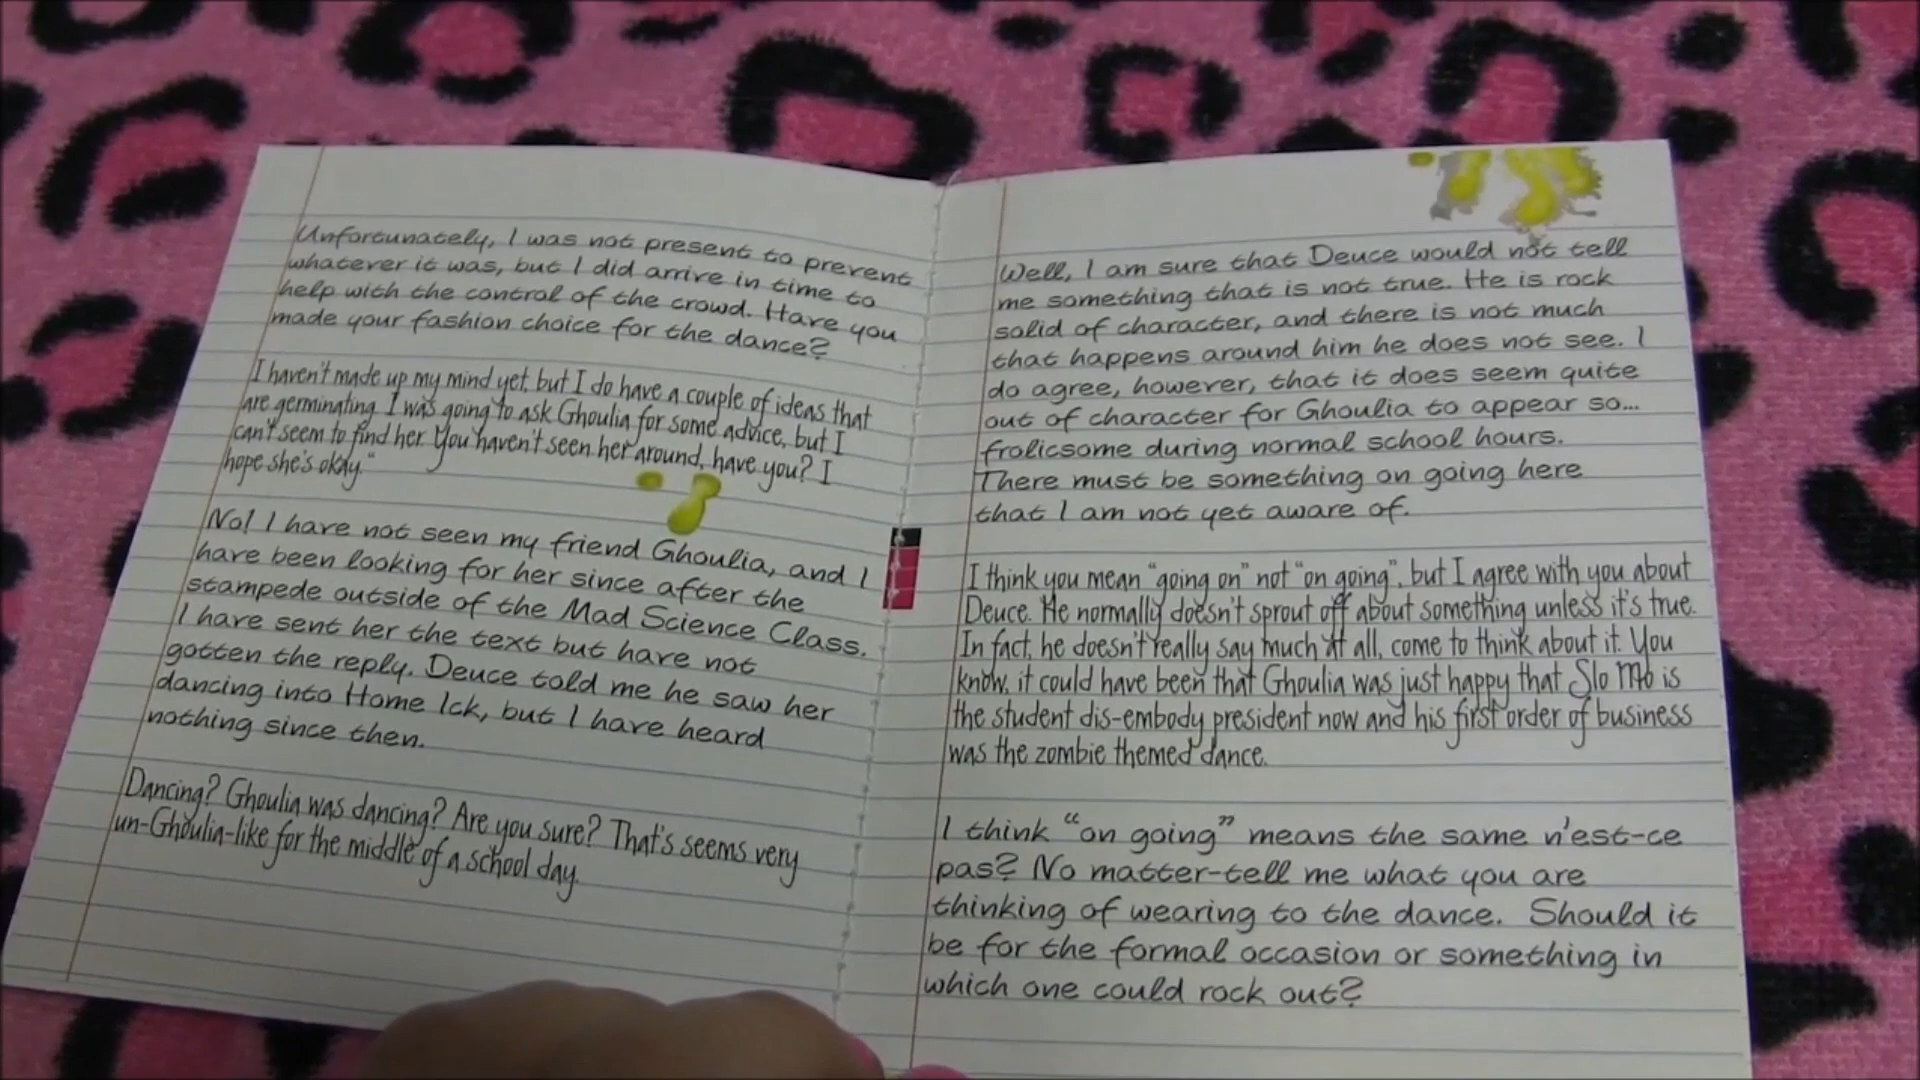 Unfortunately, I was not present to prevent
whatever it was, but I did arrive in time to
help with the control of the crowd. Have you
made your fashion choice for the dance?
I haven't made up my mind yet, but I do have a couple of ideas that
are germinating. I was going to ask Ghoulia for some advice, but I
can't seem to find her. You haven't seen her around, have you? I
hope she's okay."
No! I have not seen my friend Ghoulia, and I
have been looking for her since after the
stampede outside of the Mad Science Class.
I have sent her the text but have not
gotten the reply. Deuce told me he saw her
dancing into Home Ick, but I have heard
nothing since then.
Dancing? Ghoulia was dancing? Are you sure? That's seems very
un-Ghoulia-like for the middle of a school day.
Well, I am sure that Deuce would not tell
me something that is not true. He is rock
solid of character, and there is not much
that happens around him he does not see. I
do agree, however, that it does seem quite
out of character for Ghoulia to appear so...
frolicsome during normal school hours.
There must be something on going here
that I am not yet aware of.
I think you mean "going on" not "on going", but I agree with you about
Deuce. He normally doesn't sprout off about something unless it's true.
In fact, he doesn't really say much at all, come to think about it. You
know, it could have been that Ghoulia was just happy that Slo Mo is
the student dis-embody president now and his first order of business
was the zombie themed dance.
I think "on going" means the same n'est-ce
pas? No matter-tell me what you are
thinking of wearing to the dance. Should it
be for the formal occasion or something in
which one could rock out?